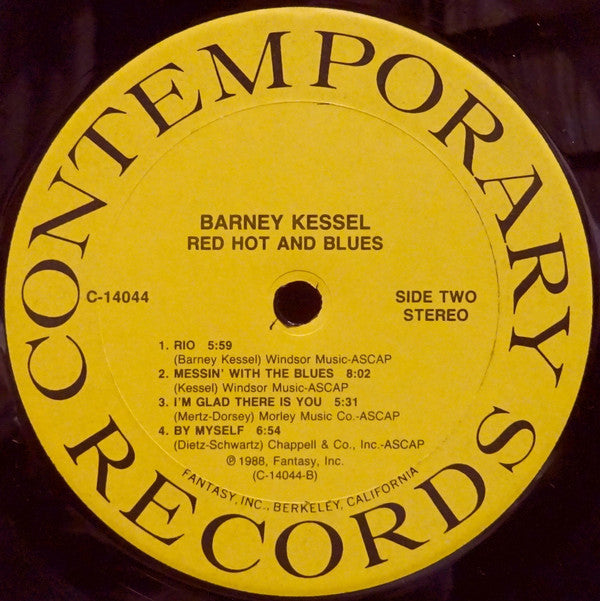 CONTEMPORARY RECORDS
BARNEY KESSEL
RED HOT AND BLUES
C-14044
SIDE TWO
STEREO
1. RIO 5:59
(Barney Kessel) Windsor Music-ASCAP
2. MESSIN' WITH THE BLUES 8:02
(Kessel) Windsor Music-ASCAP
3. I'M GLAD THERE IS YOU 5:31
(Mertz-Dorsey) Morley Music Co.-ASCAP
4. BY MYSELF 6:54
(Dietz-Schwartz) Chappell & Co., Inc.-ASCAP
℗ 1988, Fantasy, Inc.
(C-14044-B)
FANTASY, INC., BERKELEY, CALIFORNIA